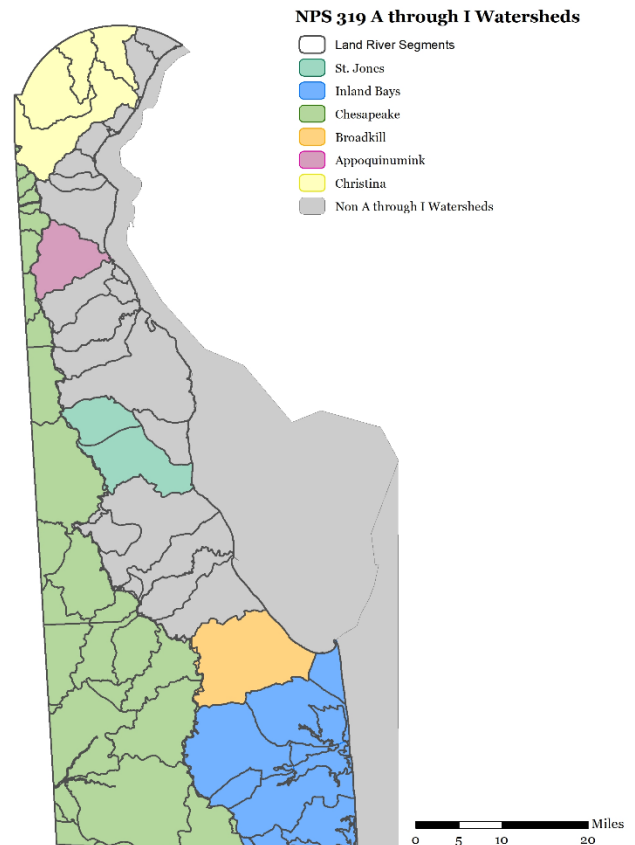 NPS 319 A through I Watersheds
Land River Segments
St. Jones
Inland Bays
Chesapeake
Broadkill
Appoquinumink
Christina
Non A through I Watersheds
Miles
0 5 10 20